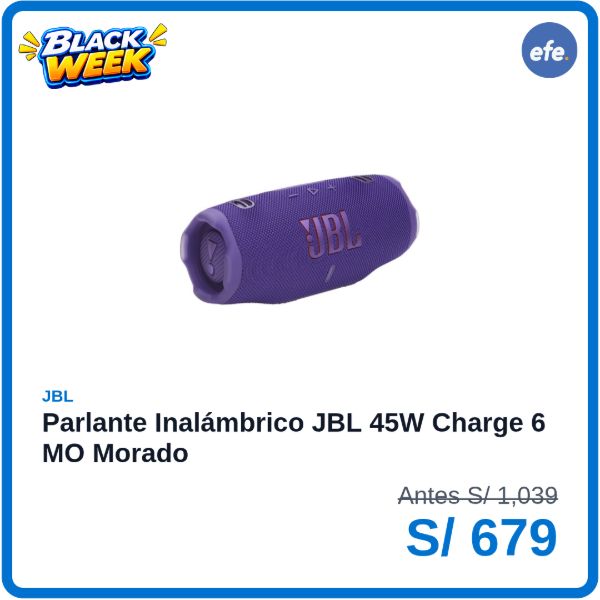 BLACK
WEEK
efe.
JBL
JBL
Parlante Inalámbrico JBL 45W Charge 6
MO Morado
Antes S/ 1,039
S/ 679